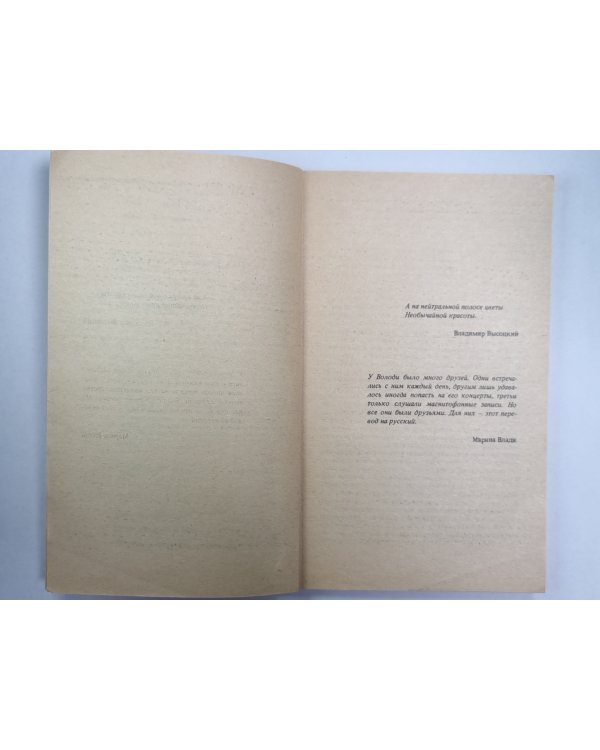 А на нейтральной полосе цветы
Необычайной красоты.
Владимир Высоцкий
У Володи было много друзей. Одни встреча-
лись с ним каждый день, другим лишь удава-
лось иногда попасть на его концерты, третьи
только слушали магнитофонные записи. Но
все они были друзьями. Для них – этот пере-
вод на русский.
Марина Влади